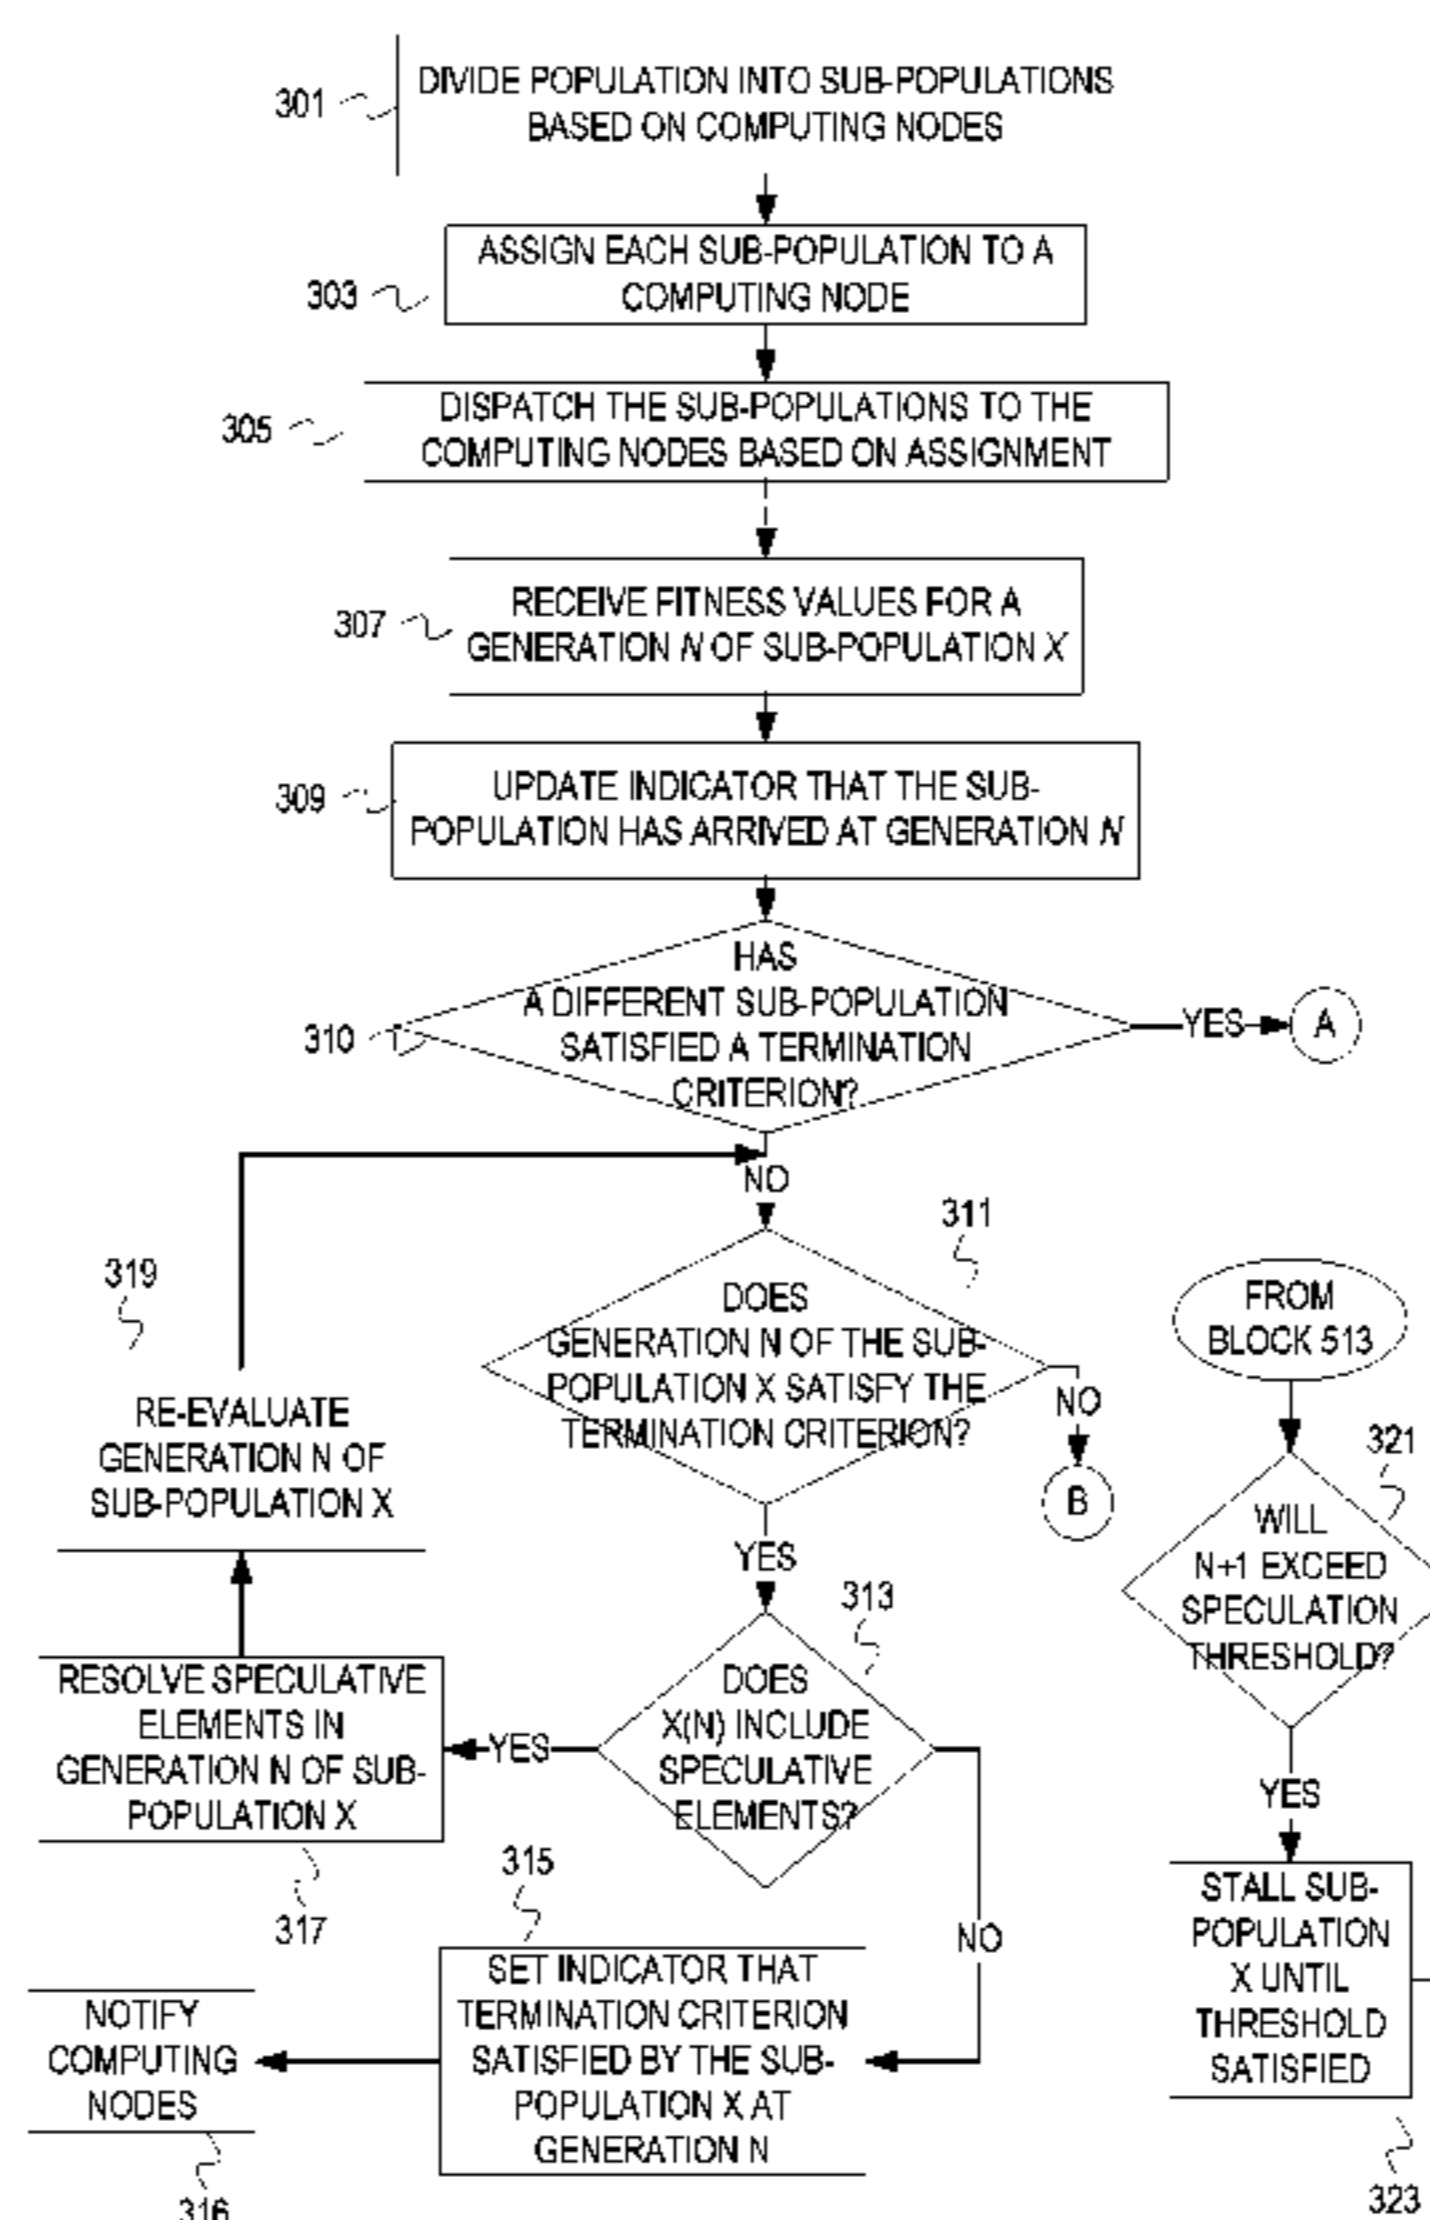 301
DIVIDE POPULATION INTO SUB-POPULATIONS
BASED ON COMPUTING NODES
303
ASSIGN EACH SUB-POPULATION TO A
COMPUTING NODE
305
DISPATCH THE SUB-POPULATIONS TO THE
COMPUTING NODES BASED ON ASSIGNMENT
307
RECEIVE FITNESS VALUES FOR A
GENERATION N OF SUB-POPULATION X
309
UPDATE INDICATOR THAT THE SUB-
POPULATION HAS ARRIVED AT GENERATION N
310
HAS
A DIFFERENT SUB-POPULATION
SATISFIED A TERMINATION
CRITERION?
YES
A
NO
311
DOES
GENERATION N OF THE SUB-
POPULATION X SATISFY THE
TERMINATION CRITERION?
NO
B
YES
319
RE-EVALUATE
GENERATION N OF
SUB-POPULATION X
313
DOES
X(N) INCLUDE
SPECULATIVE
ELEMENTS?
YES
RESOLVE SPECULATIVE
ELEMENTS IN
GENERATION N OF SUB-
POPULATION X
317
NO
315
SET INDICATOR THAT
TERMINATION CRITERION
SATISFIED BY THE SUB-
POPULATION X AT
GENERATION N
NOTIFY
COMPUTING
NODES
316
FROM
BLOCK 513
321
WILL
N+1 EXCEED
SPECULATION
THRESHOLD?
YES
STALL SUB-
POPULATION
X UNTIL
THRESHOLD
SATISFIED
323